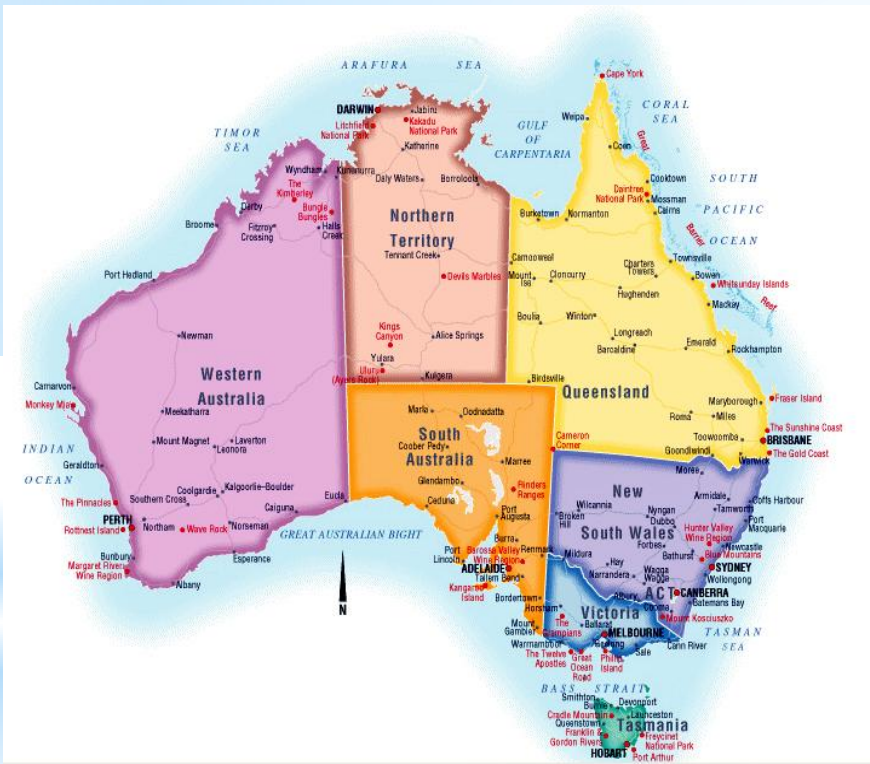 ARAFURA SEA
Cape York
DARWIN
Jabiru
Litchfield
National Park
Kakadu
National Park
Katherine
CORAL
SEA
Weipa
GULF
OF
CARPENTARIA
Great
Coen
TIMOR
SEA
Wyndham
Kununurra
The
Kimberley
Daly Waters
Borroloola
Cooktown
Daintree
National Park
Mossman
Cairns
SOUTH
PACIFIC
OCEAN
Derby
Bungle
Bungles
Broome
Fitzroy
Crossing
Halls
Creek
Northern
Territory
Burketown
Normanton
Barrier
Tennant Creek
Camooweal
Townsville
Port Hedland
Devils Marbles
Mount
Isa
Cloncurry
Charters
Towers
Bowen
Whitsunday Islands
Hughenden
Mackay
Reef
Kings
Canyon
Boulia
Winton
Newman
Alice Springs
Longreach
Barcaldine
Emerald
Rockhampton
Yulara
Uluru
(Ayers Rock)
Kulgera
Birdsville
Western
Australia
Queensland
Carnarvon
Monkey Mia
Meekatharra
Marla
Oodnadatta
Maryborough
Fraser Island
Roma
Miles
South
Australia
Coober Pedy
Cameron
Corner
The Sunshine Coast
Toowoomba
BRISBANE
Mount Magnet
Laverton
Leonora
INDIAN
OCEAN
Geraldton
Marree
Goondiwindi
Warwick
The Gold Coast
Moree
Glendambo
Flinders
Ranges
New
South Wales
Armidale
Coffs Harbour
Kalgoorlie-Boulder
Coolgardie
Southern Cross
Eucla
Ceduna
Wilcannia
Broken
Hill
Nyngan
Tamworth
The Pinnacles
Caiguna
Port
Augusta
Dubbo
Port
Macquarie
PERTH
Rottnest Island
Northam
Wave Rock
Norseman
GREAT AUSTRALIAN BIGHT
Burra
Hunter Valley
Wine Region
Forbes
Newcastle
Bunbury
Margaret River
Wine Region
Esperance
Albany
Port
Lincoln
Barossa Valley
Wine Region
Renmark
Mildura
Bathurst
Blue Mountains
SYDNEY
Wollongong
ADELAIDE
Tailem Bend
Hay
Narrandera
Wagga
Wagga
Kangaroo
Island
ACT
CANBERRA
Batemans Bay
N
Bordertown
Horsham
Albury
Cooma
Mount Kosciuszko
Victoria
Mount
Gambier
The
Grampians
Ballarat
MELBOURNE
Geelong
Warrnambool
The Twelve
Apostles
Great
Ocean
Road
Phillip
Island
Sale
Cann River
TASMAN
SEA
BASS STRAIT
Smithton
Burnie
Devonport
Cradle Mountain
Launceston
Queenstown
Tasmania
Franklin &
Gordon Rivers
Freycinet
National Park
HOBART
Port Arthur